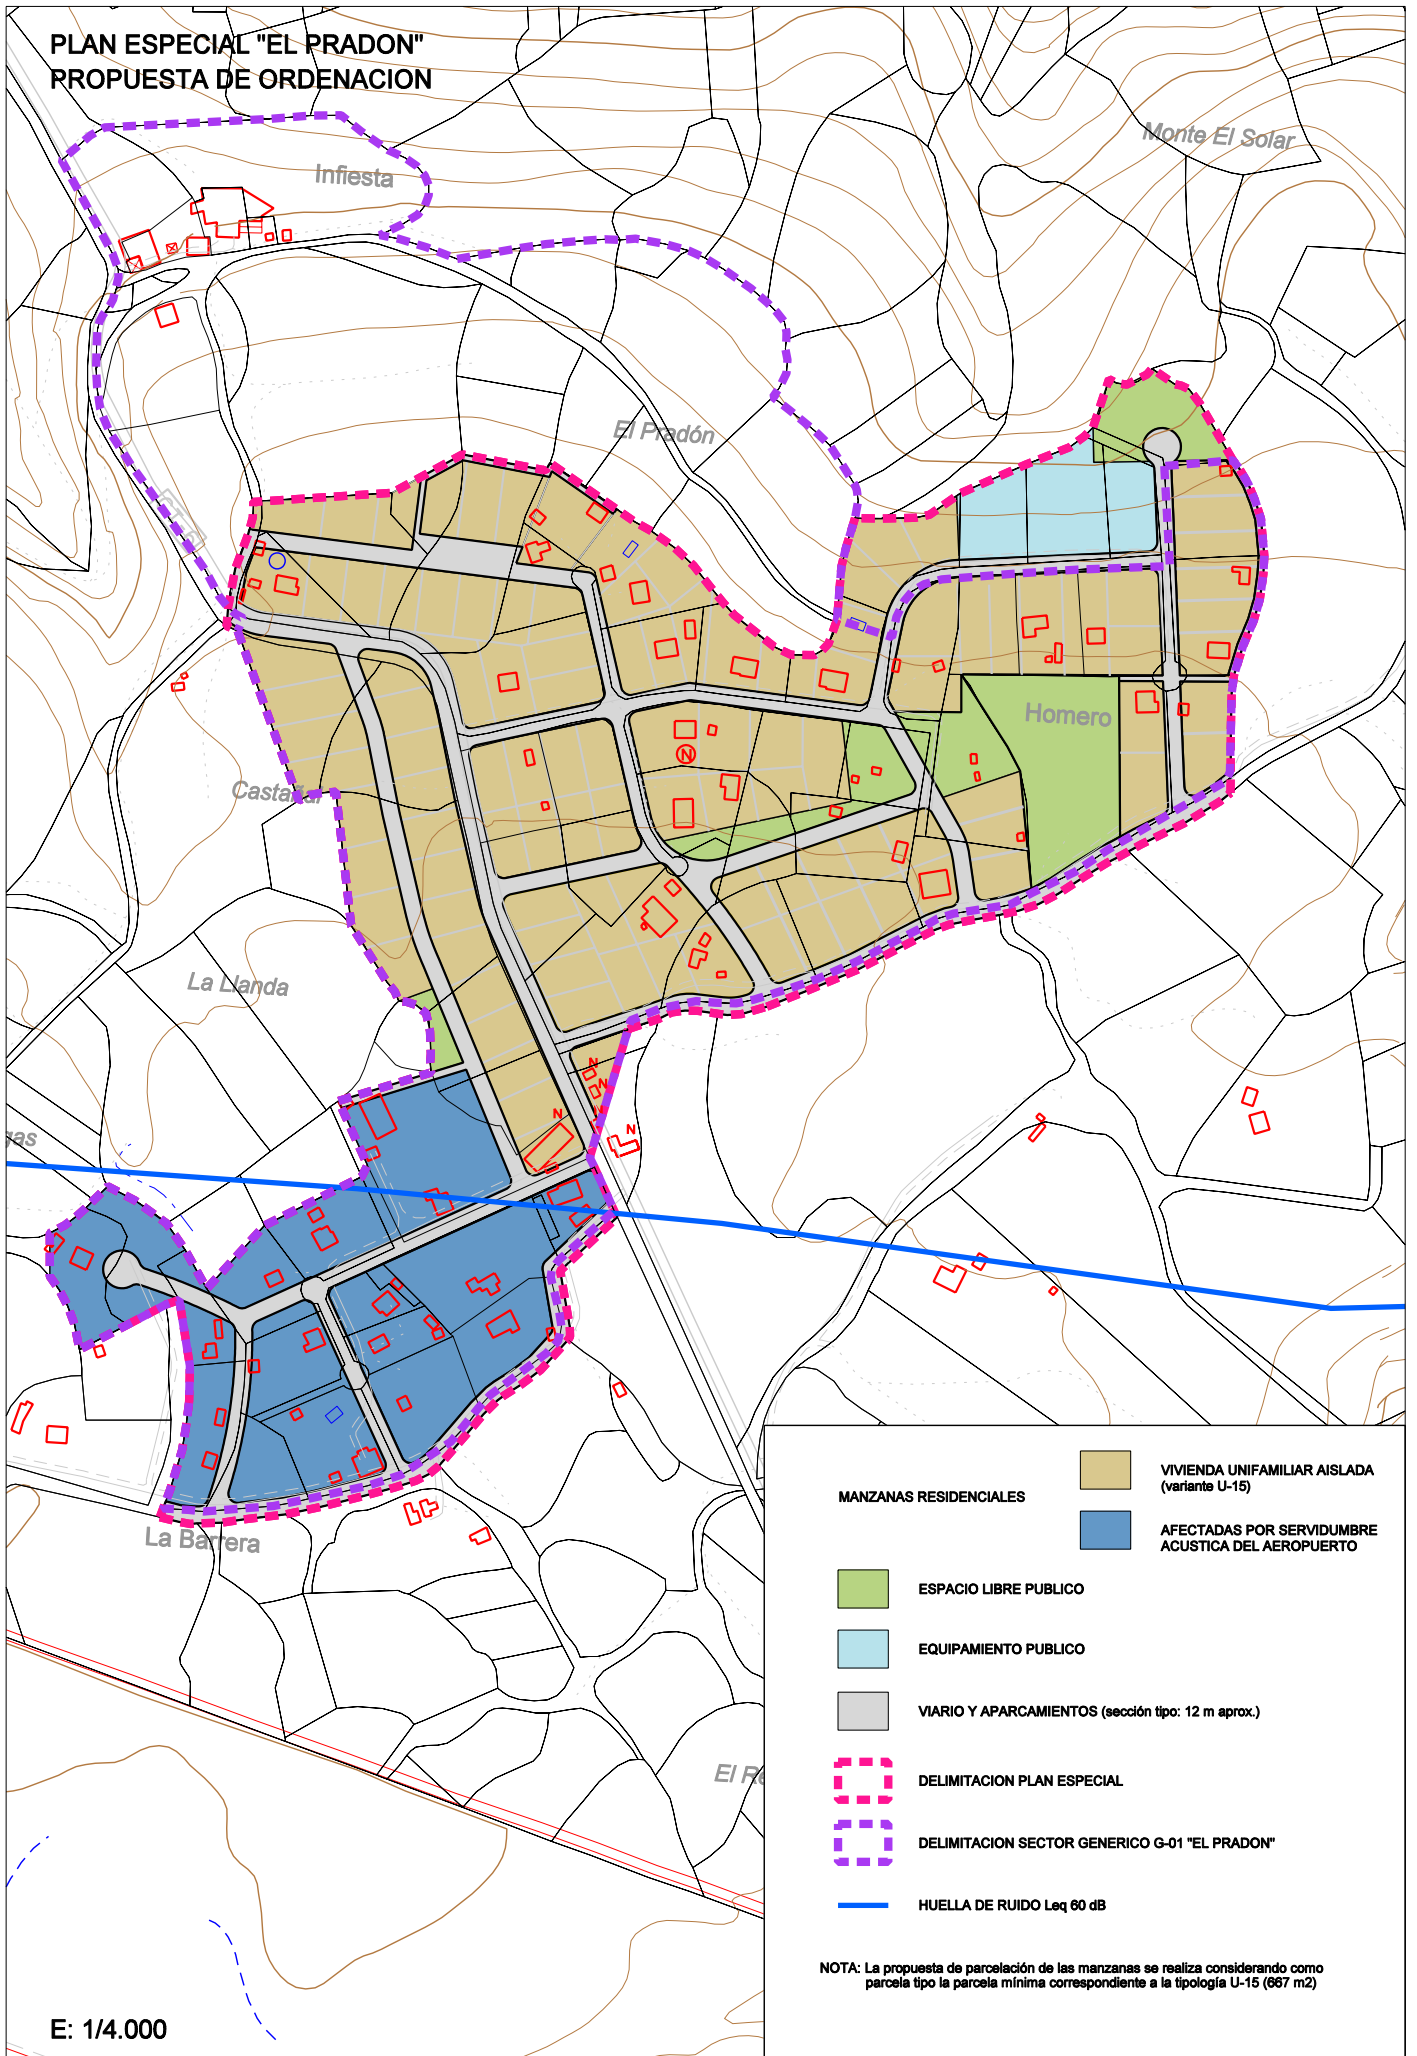 PLAN ESPECIAL "EL PRADON"
PROPUESTA DE ORDENACION
Monte El Solar
Infiesta
El Pradón
Homero
N
Castañal
La Llanda
N
N
N
N
gas
La Barrera
El Re
MANZANAS RESIDENCIALES
VIVIENDA UNIFAMILIAR AISLADA
(variante U-15)
AFECTADAS POR SERVIDUMBRE
ACUSTICA DEL AEROPUERTO
ESPACIO LIBRE PUBLICO
EQUIPAMIENTO PUBLICO
VIARIO Y APARCAMIENTOS (sección tipo: 12 m aprox.)
DELIMITACION PLAN ESPECIAL
DELIMITACION SECTOR GENERICO G-01 "EL PRADON"
HUELLA DE RUIDO Leq 60 dB
NOTA: La propuesta de parcelación de las manzanas se realiza considerando como
parcela tipo la parcela mínima correspondiente a la tipología U-15 (667 m2)
E: 1/4.000